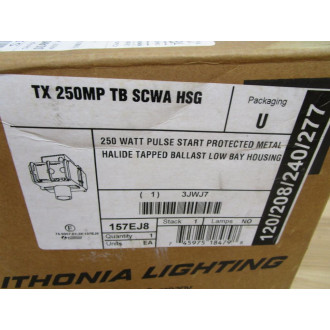 TX 250MP TB SCWA HSG
Packaging
U
250 WATT PULSE START PROTECTED METAL
HALIDE TAPPED BALLAST LOW BAY HOUSING
( 1 ) 3JWJ7
157EJ8
Stack 1 Lamps NO
Quantity 1
Units EA
120/208/240/277
ITHONIA LIGHTING